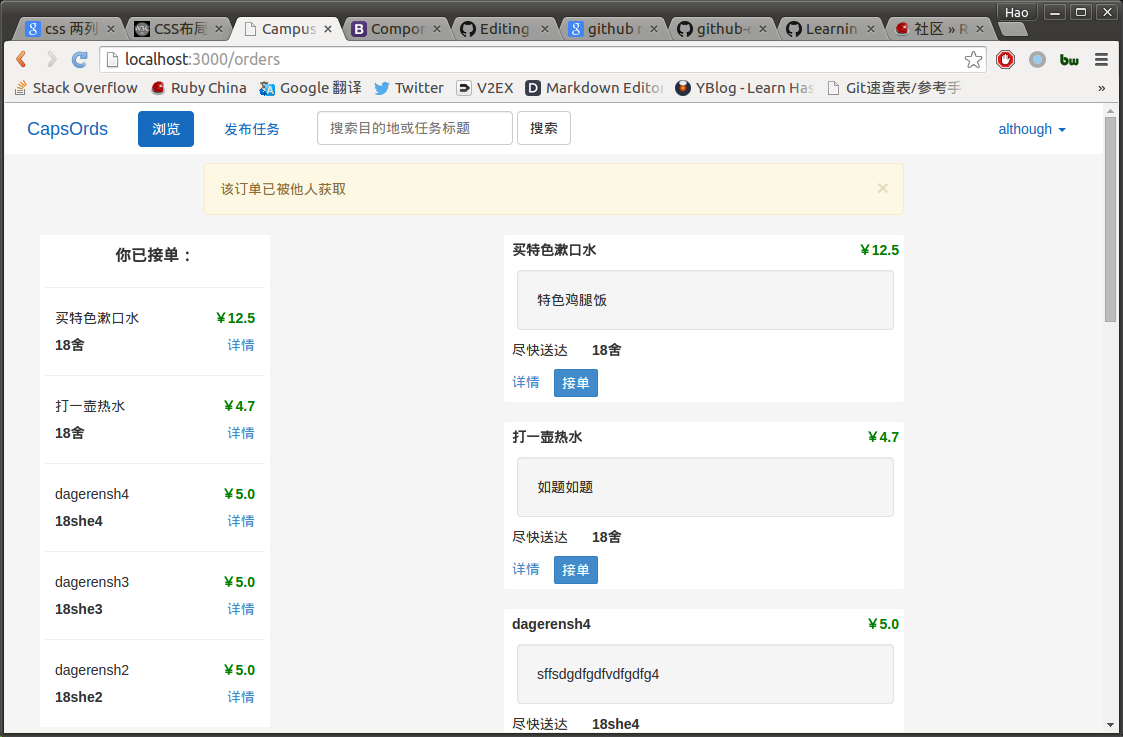 Hao
css 两列
CSS布局
Campus
Compor
Editing
github r
github-
Learning
社区 » R
localhost:3000/orders
Stack Overflow
Ruby China
Google 翻译
Twitter
V2EX
Markdown Edito
YBlog - Learn Has
Git速查表/参考手
»
CapsOrds
浏览
发布任务
搜索目的地或任务标题
搜索
although
该订单已被他人获取
×
你已接单：
买特色漱口水 ￥12.5
18舍 详情
打一壶热水 ￥4.7
18舍 详情
dagerensh4 ￥5.0
18she4 详情
dagerensh3 ￥5.0
18she3 详情
dagerensh2 ￥5.0
18she2 详情
买特色漱口水 ￥12.5
特色鸡腿饭
尽快送达 18舍
详情 接单
打一壶热水 ￥4.7
如题如题
尽快送达 18舍
详情 接单
dagerensh4 ￥5.0
sffsdgdfgdfvdfgdfg4
尽快送达 18she4